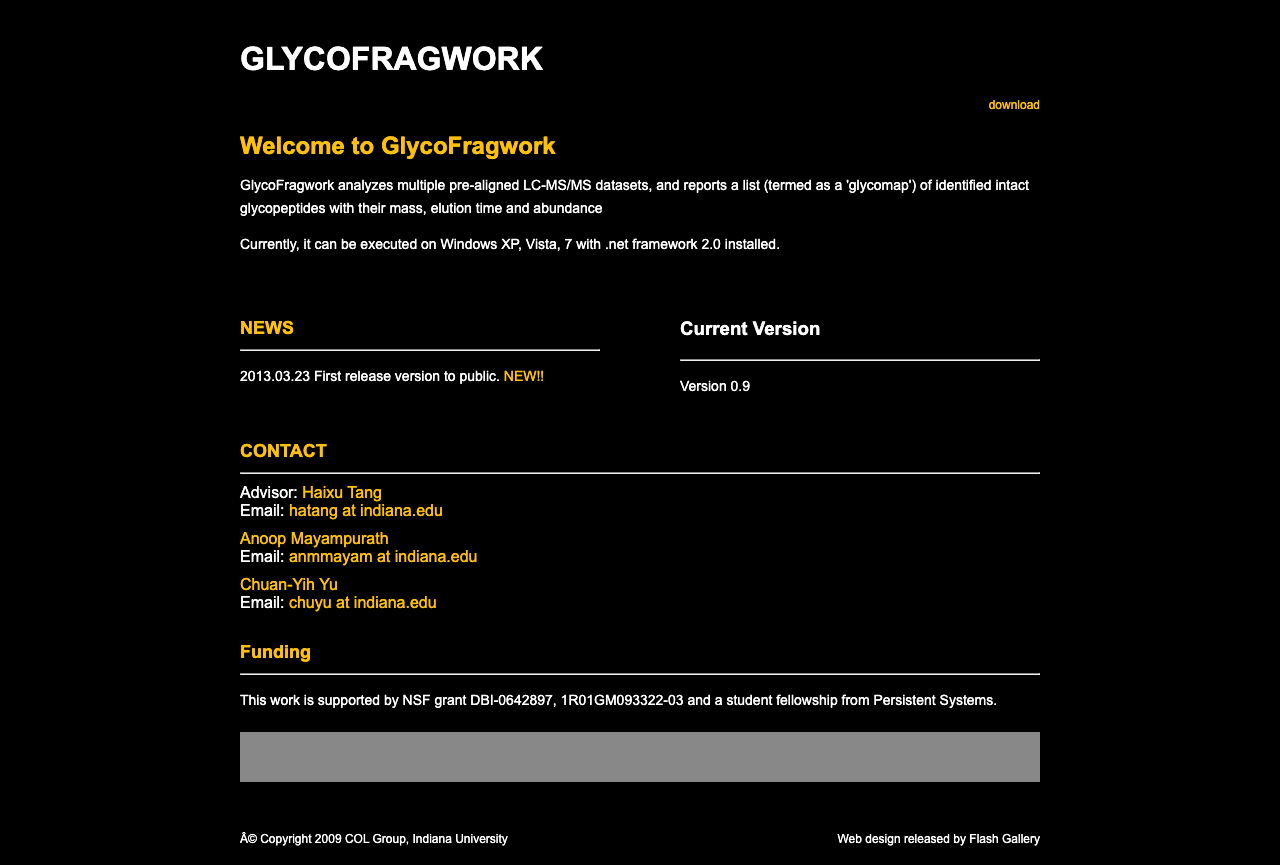 GLYCOFRAGWORK
download
Welcome to GlycoFragwork
GlycoFragwork analyzes multiple pre-aligned LC-MS/MS datasets, and reports a list (termed as a 'glycomap') of identified intact
glycopeptides with their mass, elution time and abundance
Currently, it can be executed on Windows XP, Vista, 7 with .net framework 2.0 installed.
NEWS
2013.03.23 First release version to public. NEW!!
Current Version
Version 0.9
CONTACT
Advisor: Haixu Tang
Email: hatang at indiana.edu
Anoop Mayampurath
Email: anmmayam at indiana.edu
Chuan-Yih Yu
Email: chuyu at indiana.edu
Funding
This work is supported by NSF grant DBI-0642897, 1R01GM093322-03 and a student fellowship from Persistent Systems.
Â© Copyright 2009 COL Group, Indiana University
Web design released by Flash Gallery